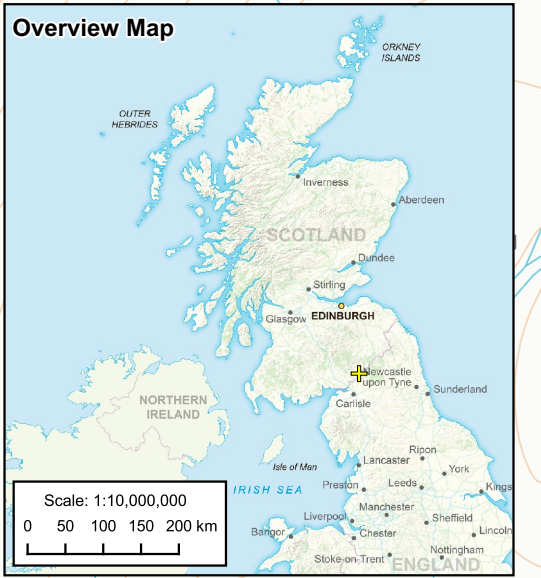 Overview Map
ORKNEY
ISLANDS
OUTER
HEBRIDES
Inverness
Aberdeen
SCOTLAND
Dundee
Stirling
Glasgow
EDINBURGH
Newcastle
upon Tyne
Sunderland
Carlisle
NORTHERN
IRELAND
Isle of Man
Lancaster
Ripon
York
Preston
Leeds
Kings
IRISH SEA
Manchester
Liverpool
Sheffield
Bangor
Chester
Lincoln
Stoke-on-Trent
Nottingham
ENGLAND
Scale: 1:10,000,000
0 50 100 150 200 km